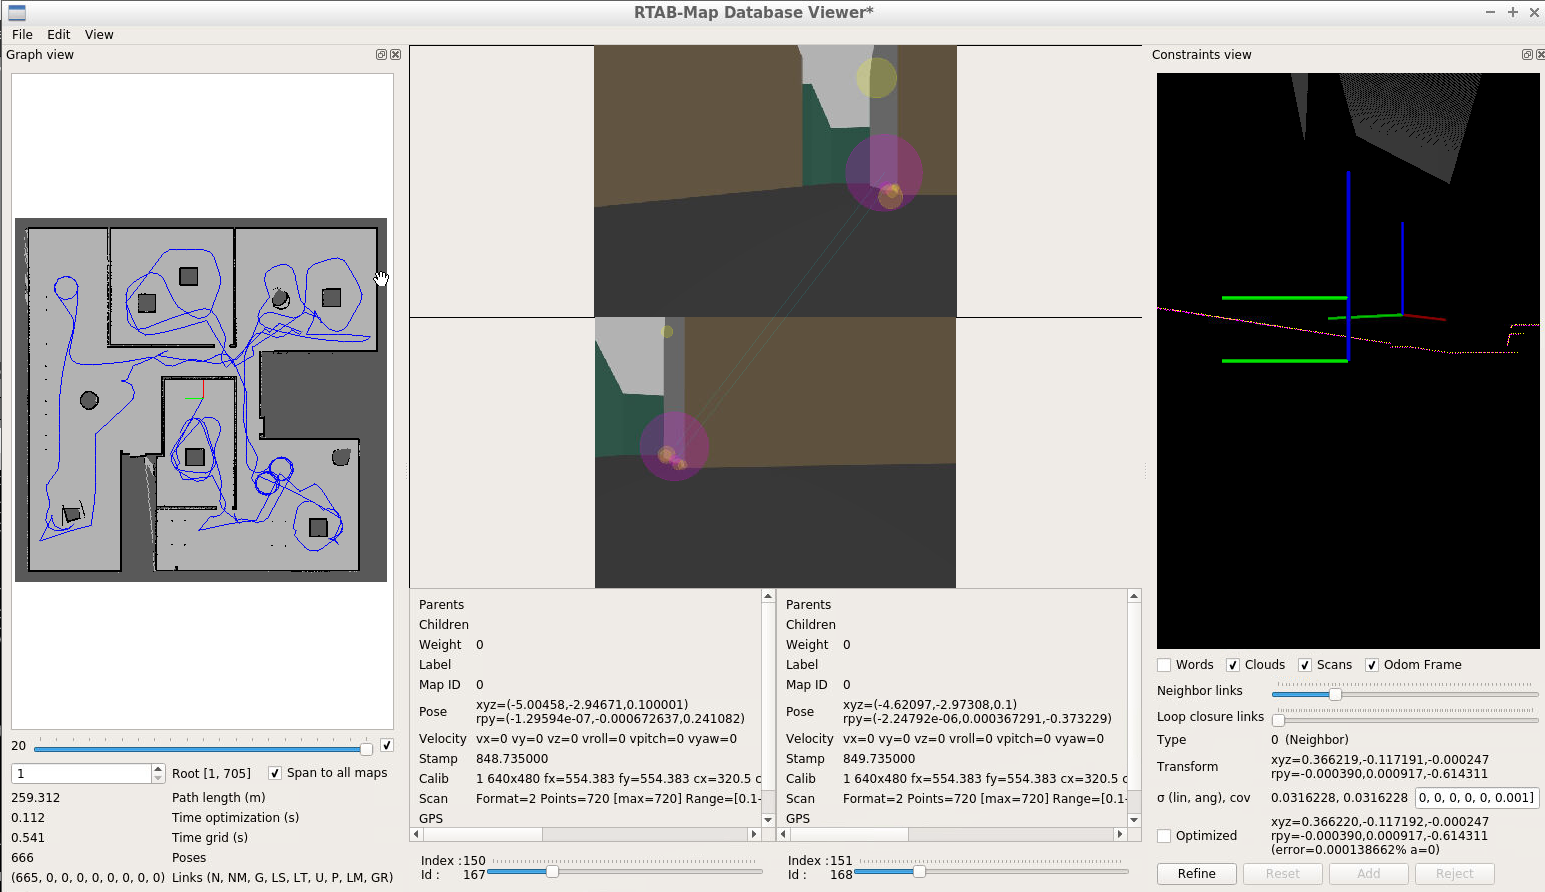 RTAB-Map Database Viewer*
File Edit View
Graph view
20
1 Root [1, 705] Span to all maps
259.312 Path length (m)
0.112 Time optimization (s)
0.541 Time grid (s)
666 Poses
(665, 0, 0, 0, 0, 0, 0, 0, 0) Links (N, NM, G, LS, LT, U, P, LM, GR)
Parents
Children
Weight 0
Label
Map ID 0
Pose xyz=(-5.00458,-2.94671,0.100001)
rpy=(-1.29594e-07,-0.000672637,0.241082)
Velocity vx=0 vy=0 vz=0 vroll=0 vpitch=0 vyaw=0
Stamp 848.735000
Calib 1 640x480 fx=554.383 fy=554.383 cx=320.5 c
Scan Format=2 Points=720 [max=720] Range=[0.1-
GPS
Index :150
Id : 167
Parents
Children
Weight 0
Label
Map ID 0
Pose xyz=(-4.62097,-2.97308,0.1)
rpy=(-2.24792e-06,0.000367291,-0.373229)
Velocity vx=0 vy=0 vz=0 vroll=0 vpitch=0 vyaw=0
Stamp 849.735000
Calib 1 640x480 fx=554.383 fy=554.383 cx=320.5 c
Scan Format=2 Points=720 [max=720] Range=[0.1-
GPS
Index :151
Id : 168
Constraints view
Words Clouds Scans Odom Frame
Neighbor links
Loop closure links
Type 0 (Neighbor)
Transform xyz=0.366219,-0.117191,-0.000247
rpy=-0.000390,0.000917,-0.614311
σ (lin, ang), cov 0.0316228, 0.0316228 0, 0, 0, 0, 0, 0.001]
Optimized xyz=0.366220,-0.117192,-0.000247
rpy=-0.000390,0.000917,-0.614311
(error=0.000138662% a=0)
Refine Reset Add Reject